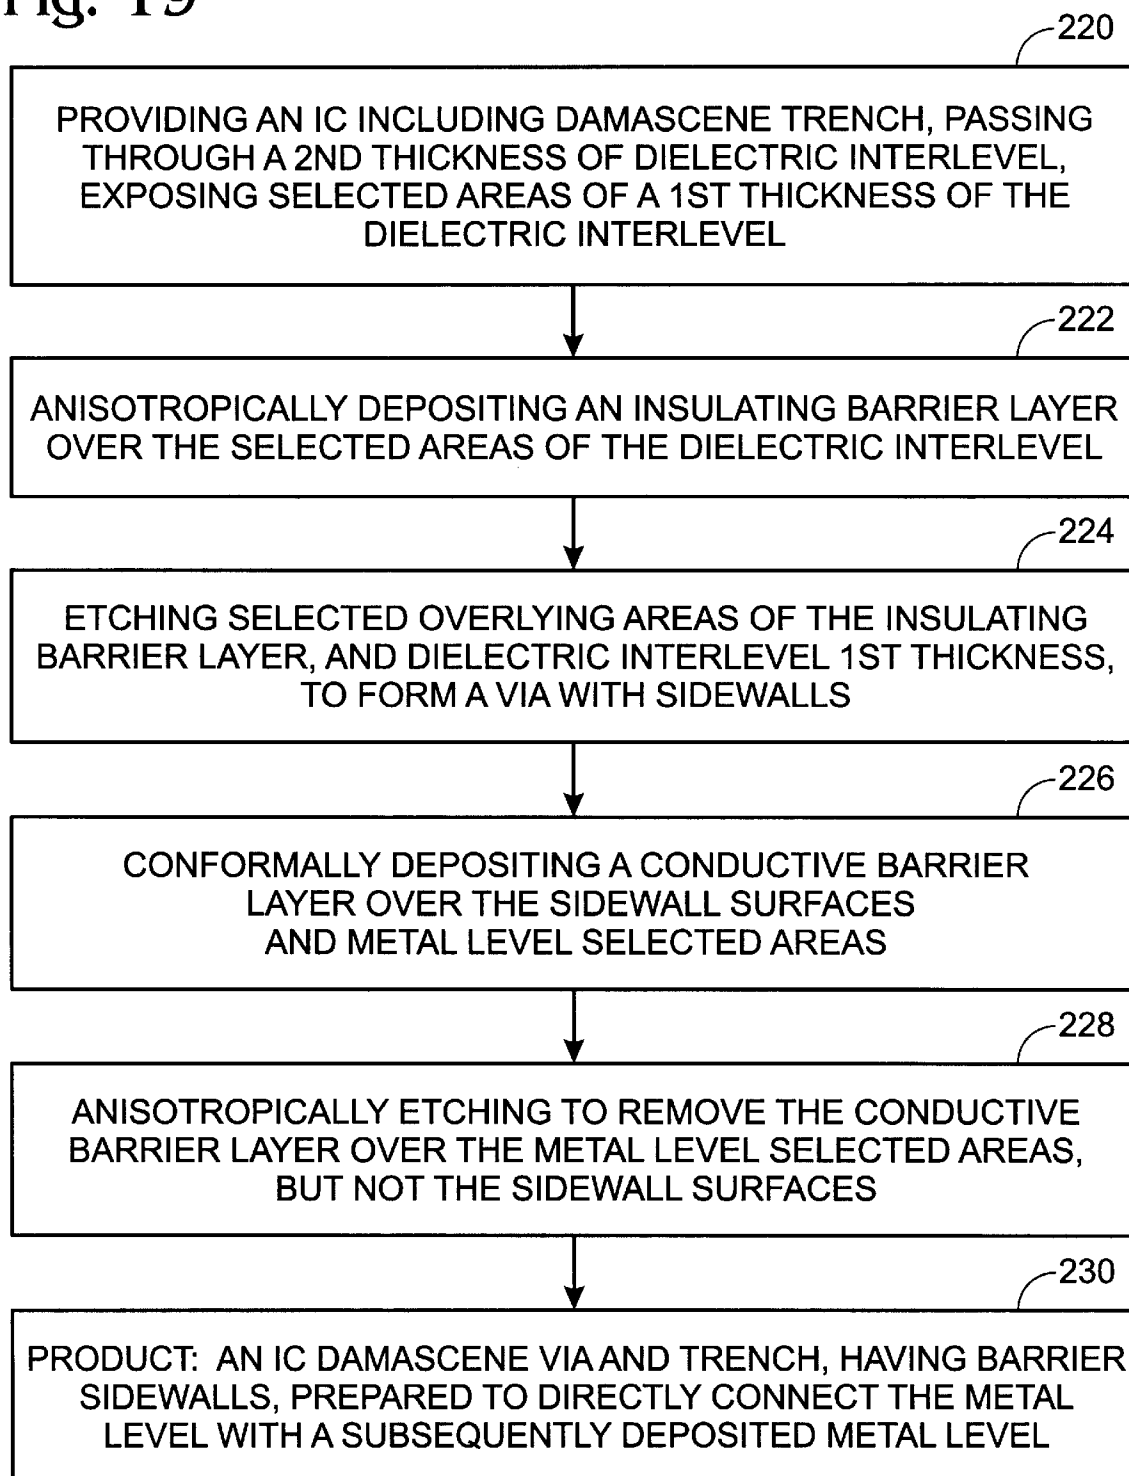 Fig. 19
220
PROVIDING AN IC INCLUDING DAMASCENE TRENCH, PASSING
THROUGH A 2ND THICKNESS OF DIELECTRIC INTERLEVEL,
EXPOSING SELECTED AREAS OF A 1ST THICKNESS OF THE
DIELECTRIC INTERLEVEL
222
ANISOTROPICALLY DEPOSITING AN INSULATING BARRIER LAYER
OVER THE SELECTED AREAS OF THE DIELECTRIC INTERLEVEL
224
ETCHING SELECTED OVERLYING AREAS OF THE INSULATING
BARRIER LAYER, AND DIELECTRIC INTERLEVEL 1ST THICKNESS,
TO FORM A VIA WITH SIDEWALLS
226
CONFORMALLY DEPOSITING A CONDUCTIVE BARRIER
LAYER OVER THE SIDEWALL SURFACES
AND METAL LEVEL SELECTED AREAS
228
ANISOTROPICALLY ETCHING TO REMOVE THE CONDUCTIVE
BARRIER LAYER OVER THE METAL LEVEL SELECTED AREAS,
BUT NOT THE SIDEWALL SURFACES
230
PRODUCT: AN IC DAMASCENE VIA AND TRENCH, HAVING BARRIER
SIDEWALLS, PREPARED TO DIRECTLY CONNECT THE METAL
LEVEL WITH A SUBSEQUENTLY DEPOSITED METAL LEVEL